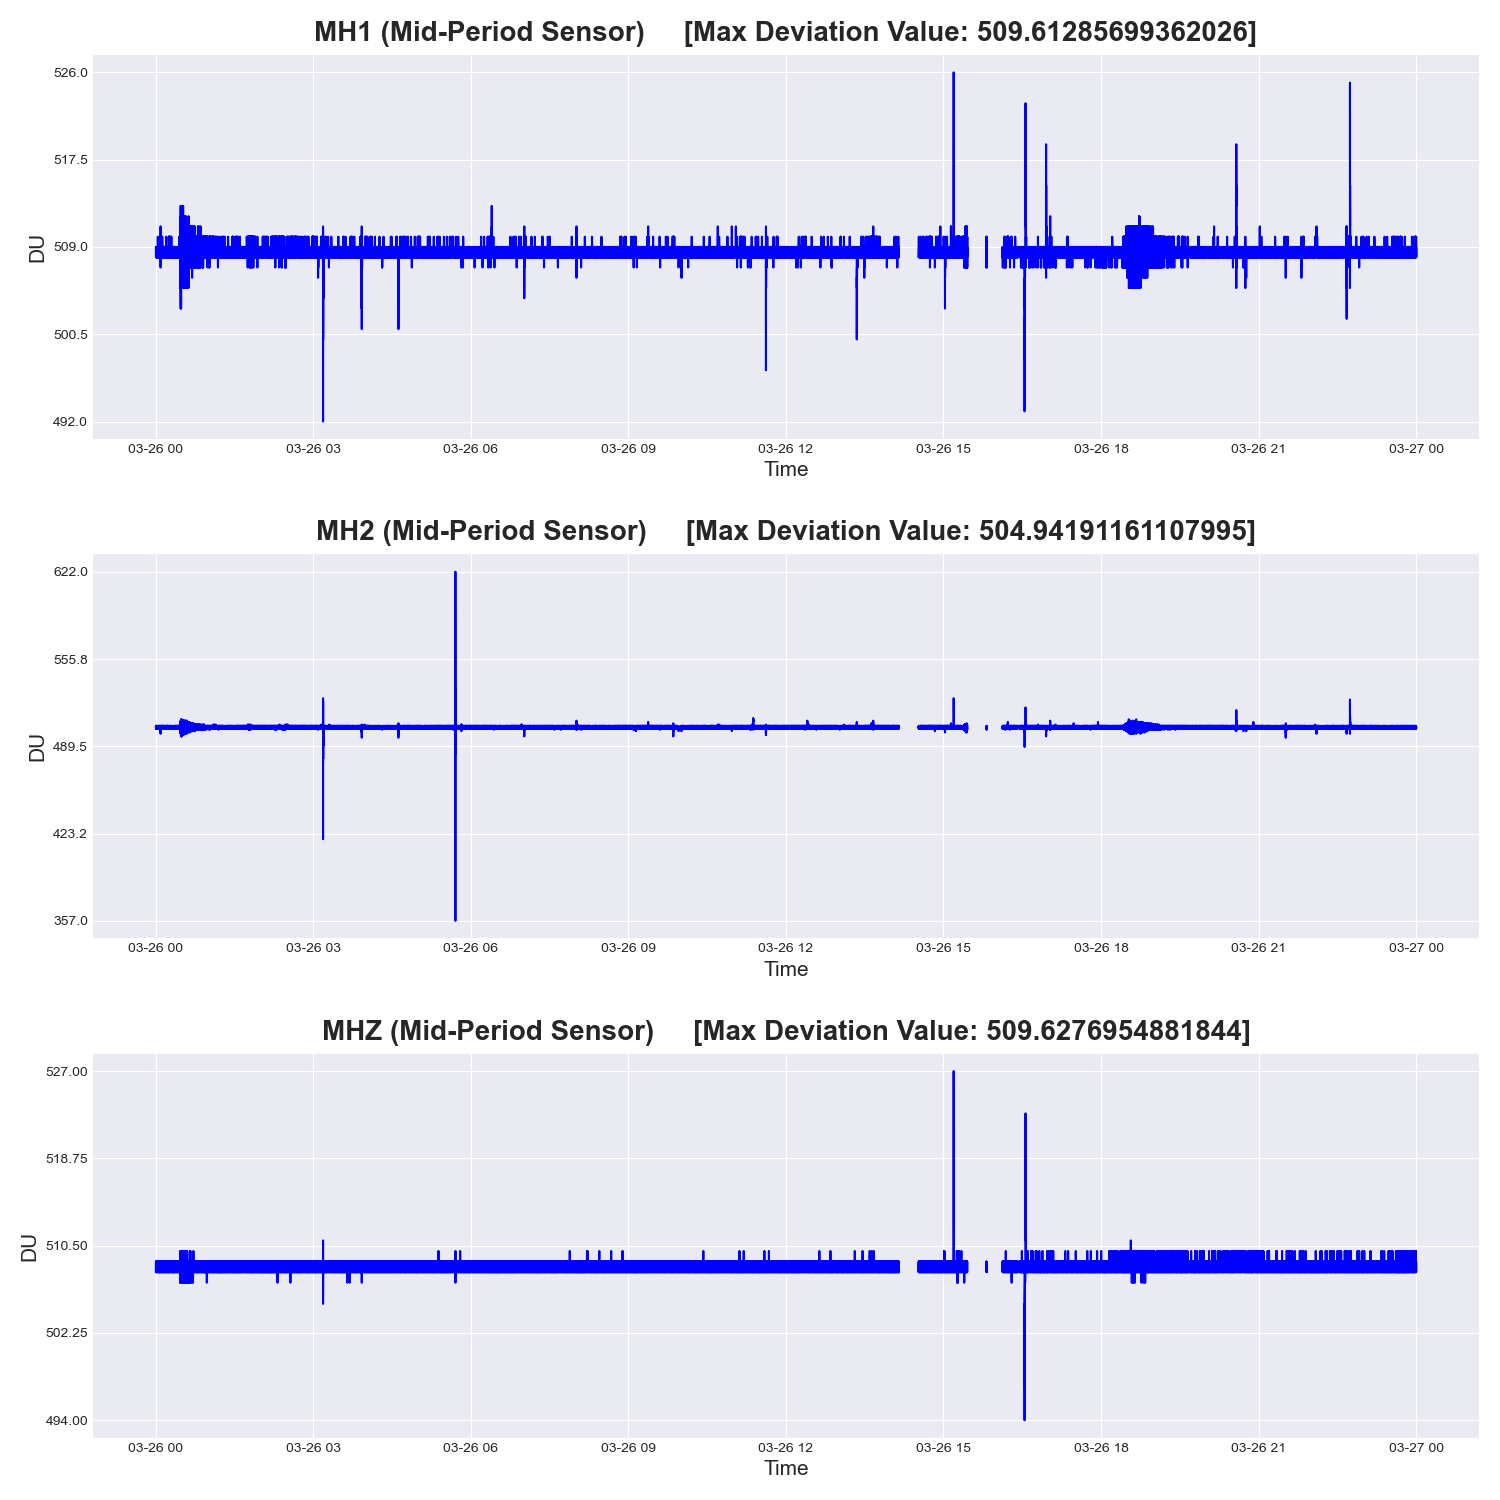 MH1 (Mid-Period Sensor) [Max Deviation Value: 509.61285699362026]
526.0
517.5
509.0
500.5
492.0
DU
03-26 00 03-26 03 03-26 06 03-26 09 03-26 12 03-26 15 03-26 18 03-26 21 03-27 00
Time
MH2 (Mid-Period Sensor) [Max Deviation Value: 504.94191161107995]
622.0
555.8
489.5
423.2
357.0
DU
03-26 00 03-26 03 03-26 06 03-26 09 03-26 12 03-26 15 03-26 18 03-26 21 03-27 00
Time
MHZ (Mid-Period Sensor) [Max Deviation Value: 509.6276954881844]
527.00
518.75
510.50
502.25
494.00
DU
03-26 00 03-26 03 03-26 06 03-26 09 03-26 12 03-26 15 03-26 18 03-26 21 03-27 00
Time